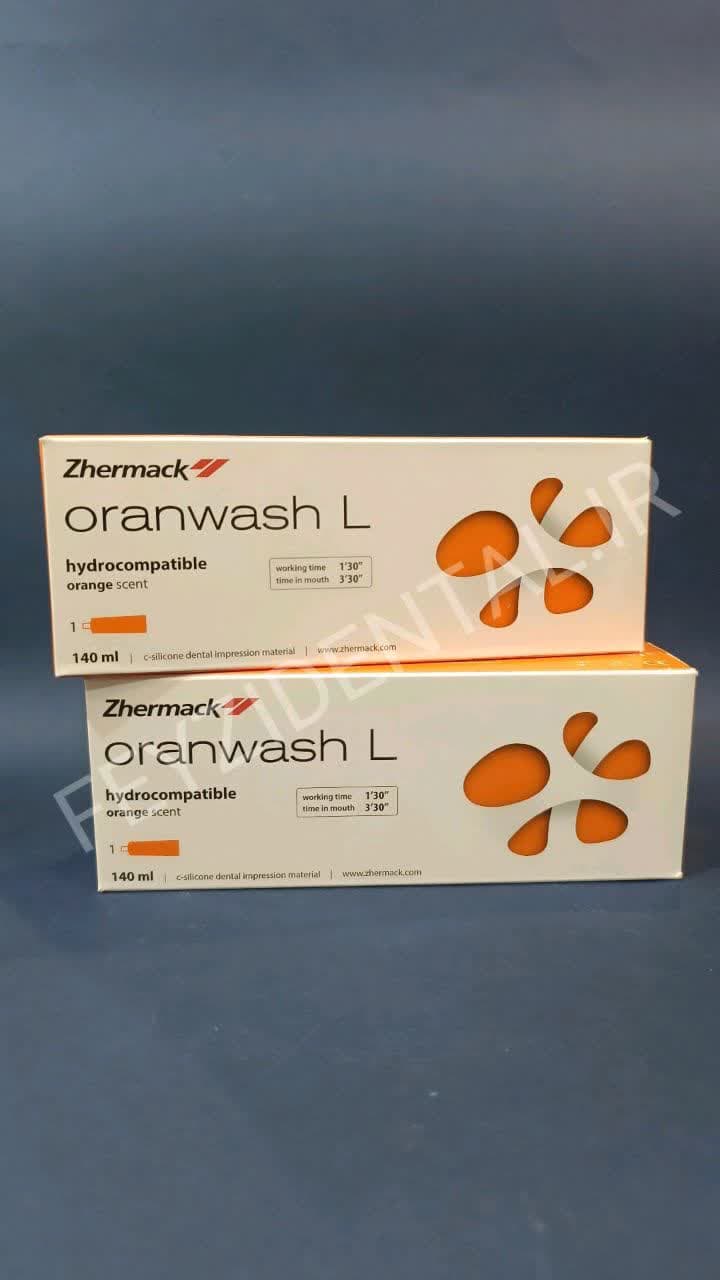 Zhermack
oranwash L
hydrocompatible
orange scent
working time 1'30"
time in mouth 3'30"
1
140 ml | c-silicone dental impression material | www.zhermack.com
Zhermack
oranwash L
hydrocompatible
orange scent
working time 1'30"
time in mouth 3'30"
1
140 ml | c-silicone dental impression material | www.zhermack.com
FEYZIDENTAL.IR